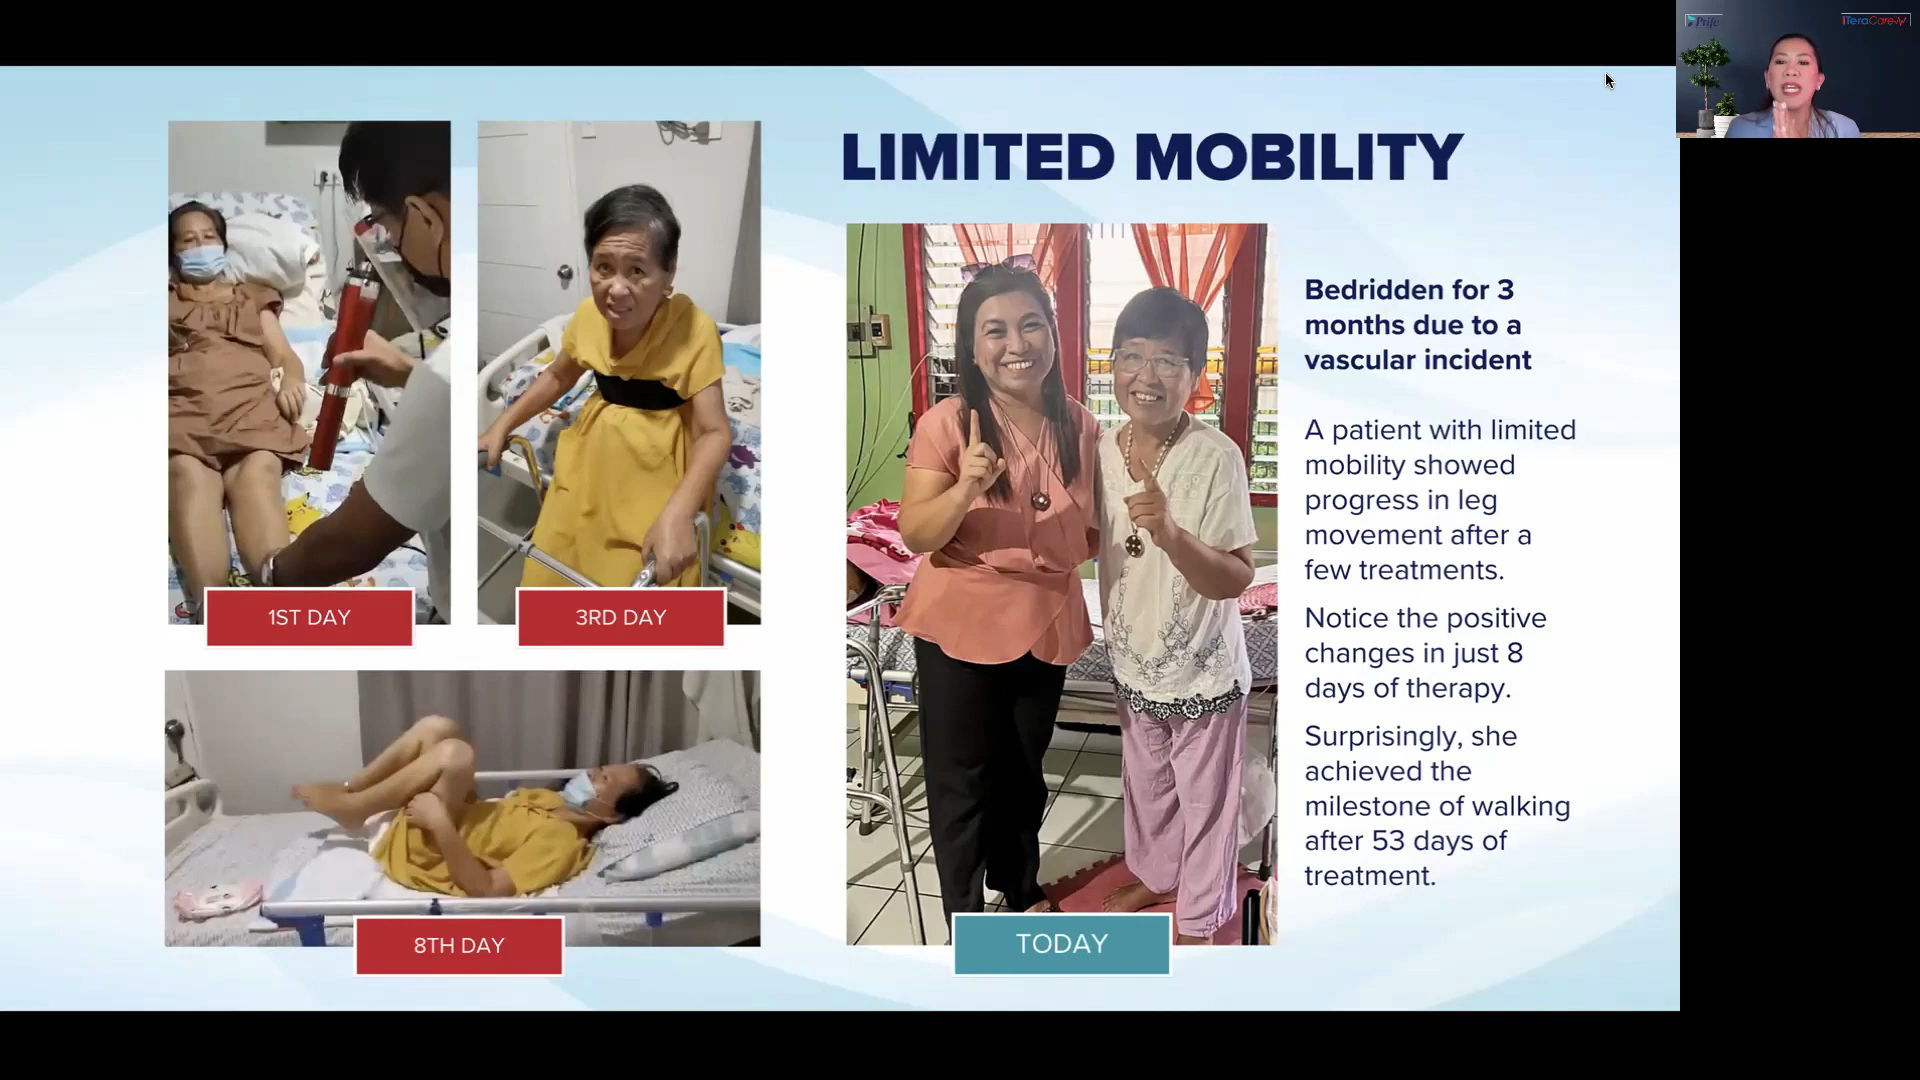 Prife
iTeraCare
LIMITED MOBILITY
1ST DAY
3RD DAY
8TH DAY
TODAY
Bedridden for 3
months due to a
vascular incident
A patient with limited
mobility showed
progress in leg
movement after a
few treatments.
Notice the positive
changes in just 8
days of therapy.
Surprisingly, she
achieved the
milestone of walking
after 53 days of
treatment.